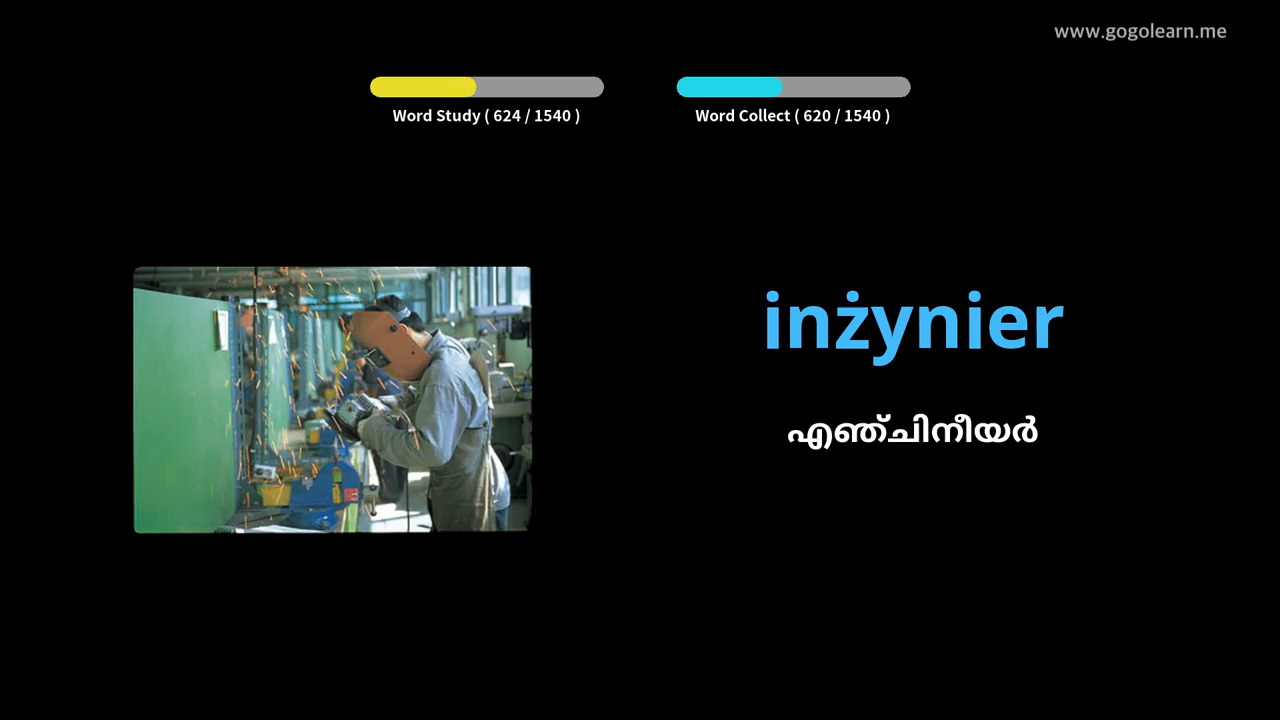 www.gogolearn.me
Word Study ( 624 / 1540 )
Word Collect ( 620 / 1540 )
inżynier
എഞ്ചിനീയർ